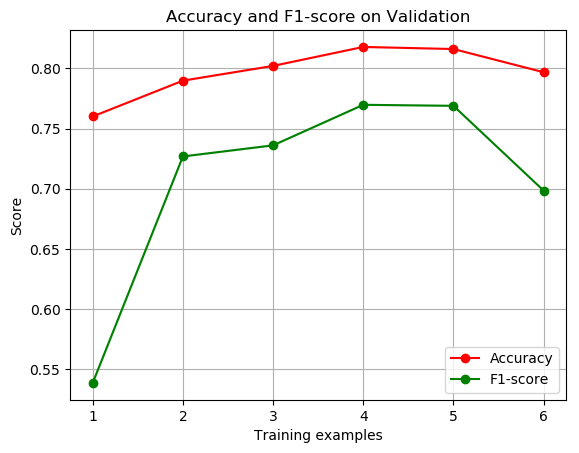 Accuracy and F1-score on Validation
0.80
0.75
0.70
0.65
0.60
0.55
Score
1 2 3 4 5 6
Training examples
Accuracy
F1-score